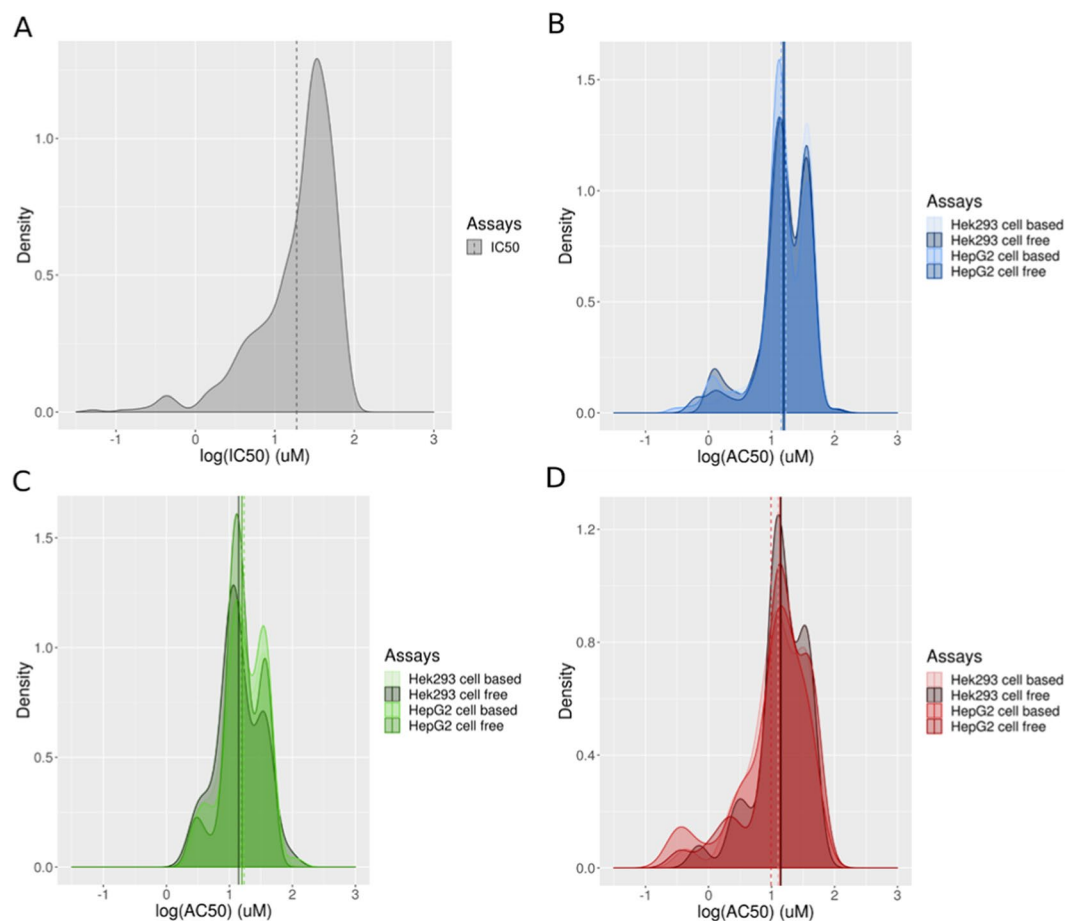 A
Density
1.0
0.5
0.0
-1
0
1
2
3
log(IC50) (uM)
Assays
IC50
B
Density
1.5
1.0
0.5
0.0
-1
0
1
2
3
log(AC50) (uM)
Assays
Hek293 cell based
Hek293 cell free
HepG2 cell based
HepG2 cell free
C
Density
1.5
1.0
0.5
0.0
-1
0
1
2
3
log(AC50) (uM)
Assays
Hek293 cell based
Hek293 cell free
HepG2 cell based
HepG2 cell free
D
Density
1.2
0.8
0.4
0.0
-1
0
1
2
3
log(AC50) (uM)
Assays
Hek293 cell based
Hek293 cell free
HepG2 cell based
HepG2 cell free